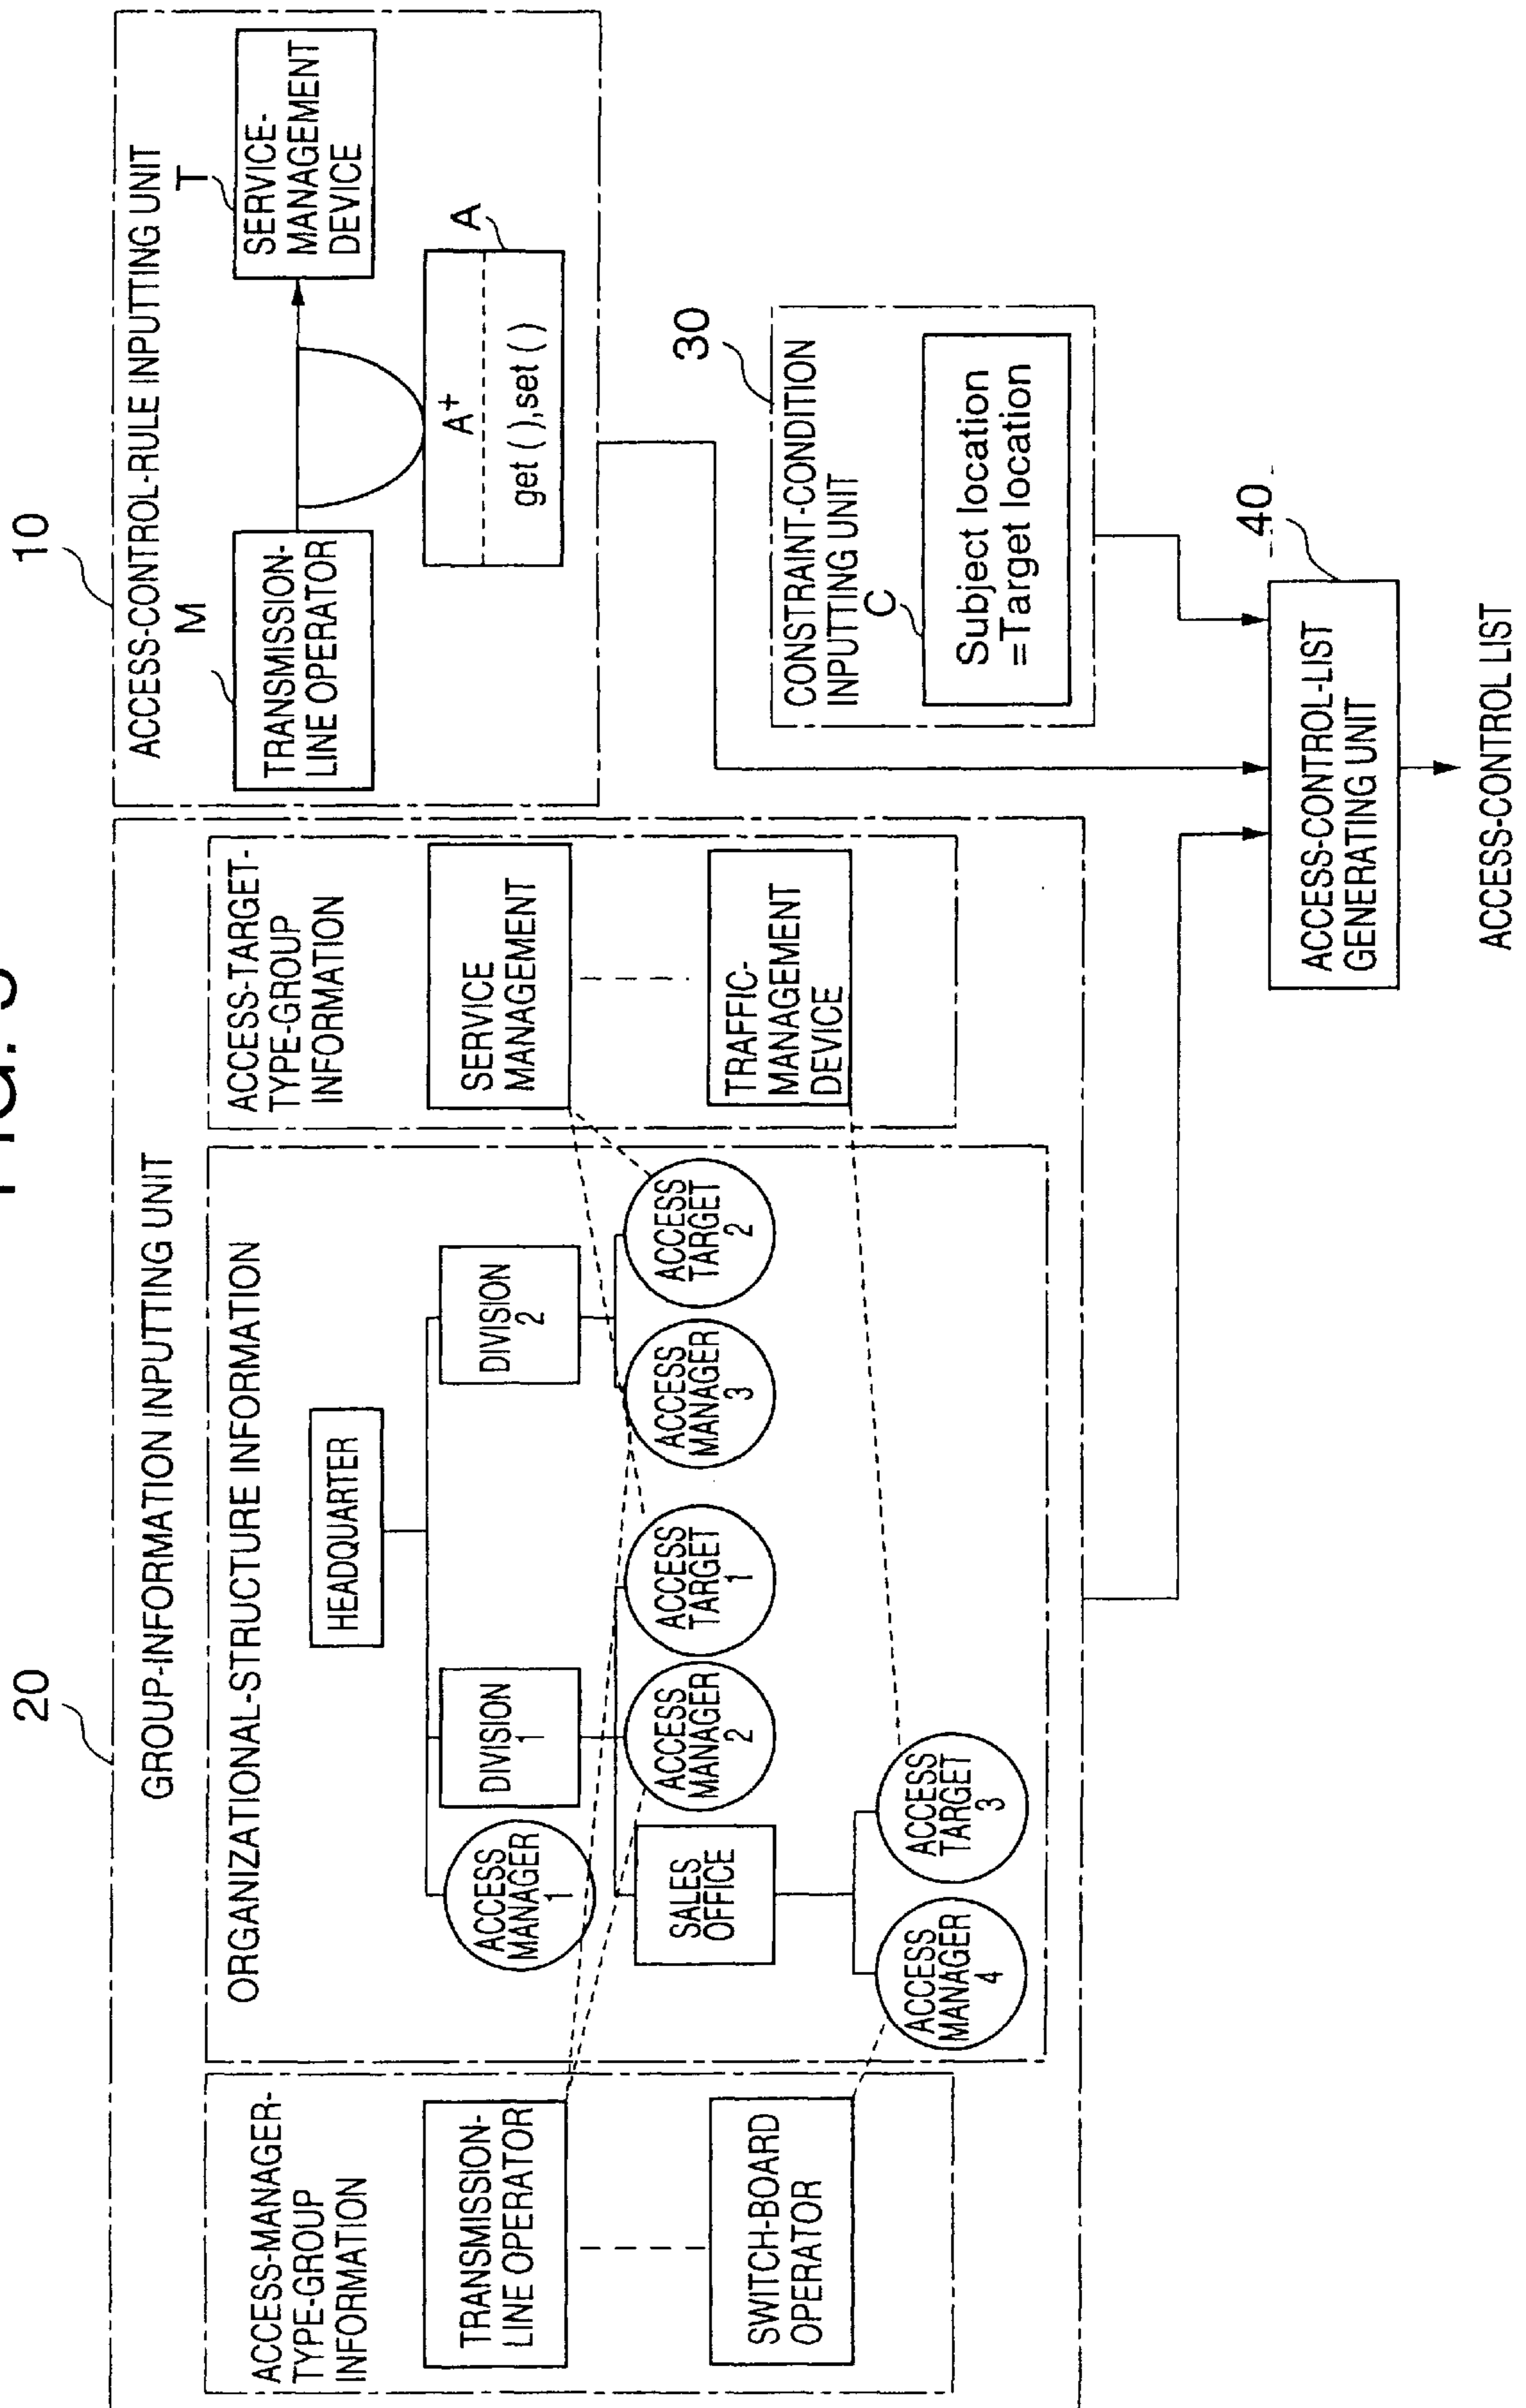 20
GROUP-INFORMATION INPUTTING UNIT
ACCESS-MANAGER-
TYPE-GROUP
INFORMATION
TRANSMISSION-
LINE OPERATOR
SWITCH-BOARD
OPERATOR
ORGANIZATIONAL-STRUCTURE INFORMATION
HEADQUARTER
ACCESS
MANAGER
1
DIVISION
1
DIVISION
2
SALES
OFFICE
ACCESS
MANAGER
2
ACCESS
TARGET
1
ACCESS
MANAGER
3
ACCESS
TARGET
2
ACCESS
MANAGER
4
ACCESS
TARGET
3
ACCESS-TARGET-
TYPE-GROUP
INFORMATION
SERVICE
MANAGEMENT
TRAFFIC-
MANAGEMENT
DEVICE
10
ACCESS-CONTROL-RULE INPUTTING UNIT
M
TRANSMISSION-
LINE OPERATOR
T
SERVICE-
MANAGEMENT
DEVICE
A
A+
get ( ),set ( )
30
CONSTRAINT-CONDITION
INPUTTING UNIT
C
Subject location
=Target location
40
ACCESS-CONTROL-LIST
GENERATING UNIT
ACCESS-CONTROL LIST